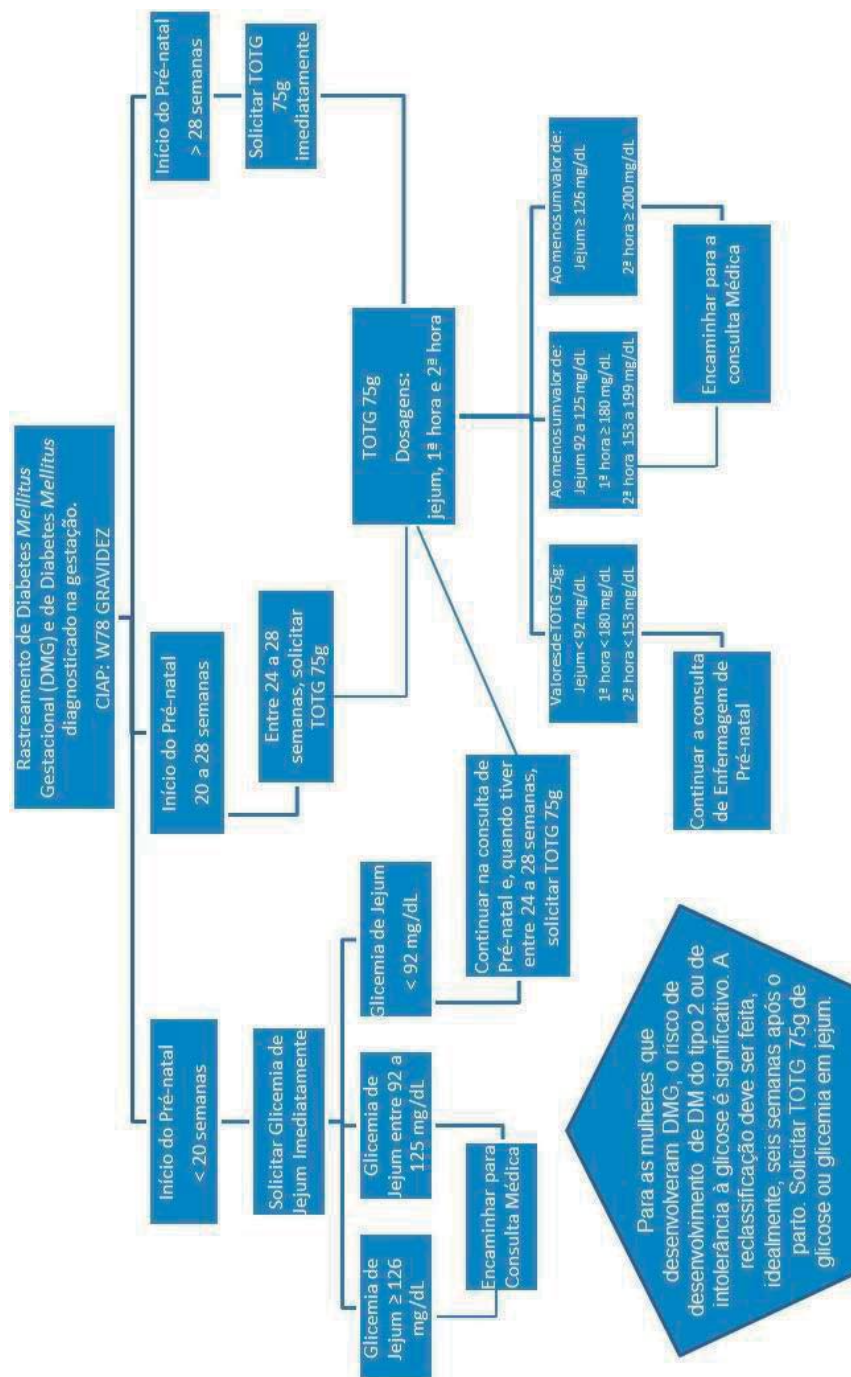 Rastreamento de Diabetes Mellitus
Gestacional (DMG) e de Diabetes Mellitus
diagnosticado na gestação.
CIAP: W78 GRAVIDEZ
Início do Pré-natal
< 20 semanas
Início do Pré-natal
20 a 28 semanas
Início do Pré-natal
> 28 semanas
Solicitar Glicemia de
Jejum Imediatamente
Entre 24 a 28
semanas, solicitar
TOTG 75g
Solicitar TOTG
75g
imediatamente
Glicemia de
Jejum ≥ 126
mg/dL
Glicemia de
Jejum entre 92 a
125 mg/dL
Glicemia de Jejum
< 92 mg/dL
TOTG 75g
Dosagens:
jejum, 1ª hora e 2ª hora
Encaminhar para
Consulta Médica
Continuar na consulta de
Pré-natal e, quando tiver
entre 24 a 28 semanas,
solicitar TOTG 75g
Valores de TOTG 75g:
Jejum < 92 mg/dL
1ª hora <180 mg/dL
2ª hora <153 mg/dL
Ao menos um valor de:
Jejum 92 a 125 mg/dL
1ª hora ≥ 180 mg/dL
2ª hora 153 a 199 mg/dL
Ao menos um valor de:
Jejum ≥ 126 mg/dL
2ª hora ≥ 200 mg/dL
Continuar a consulta
de Enfermagem de
Pré-natal
Encaminhar para a
consulta Médica
Para as mulheres que
desenvolveram DMG, o risco de
desenvolvimento de DM do tipo 2 ou de
intolerância à glicose é significativo. A
reclassificação deve ser feita,
idealmente, seis semanas após o
parto. Solicitar TOTG 75g de
glicose ou glicemia em jejum.